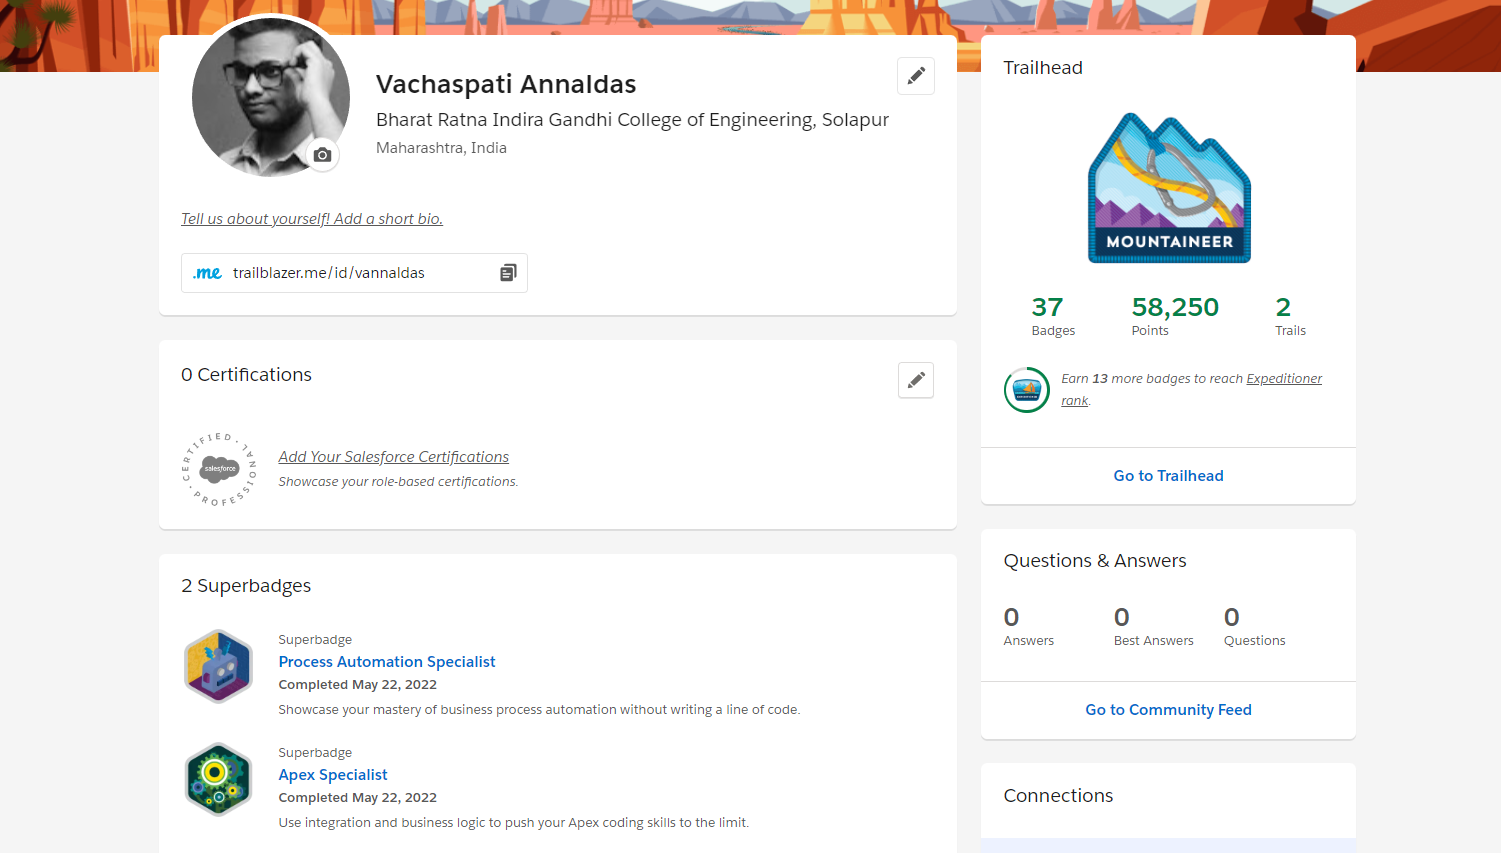 Vachaspati Annaldas
Bharat Ratna Indira Gandhi College of Engineering, Solapur
Maharashtra, India
Tell us about yourself! Add a short bio.
.me trailblazer.me/id/vannaldas
0 Certifications
CERTIFIED · PROFESSIONAL ·
salesforce
Add Your Salesforce Certifications
Showcase your role-based certifications.
2 Superbadges
Superbadge
Process Automation Specialist
Completed May 22, 2022
Showcase your mastery of business process automation without writing a line of code.
Superbadge
Apex Specialist
Completed May 22, 2022
Use integration and business logic to push your Apex coding skills to the limit.
Trailhead
MOUNTAINEER
37 58,250 2
Badges Points Trails
Earn 13 more badges to reach Expeditioner
rank.
Go to Trailhead
Questions & Answers
0 0 0
Answers Best Answers Questions
Go to Community Feed
Connections